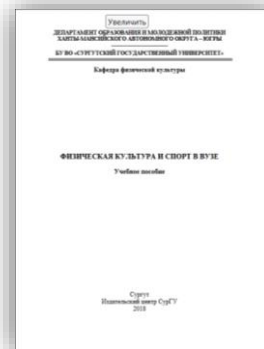 Увеличить
ДЕПАРТАМЕНТ ОБРАЗОВАНИЯ И МОЛОДЕЖНОЙ ПОЛИТИКИ
ХАНТЫ-МАНСИЙСКОГО АВТОНОМНОГО ОКРУГА – ЮГРЫ
БУ ВО «СУРГУТСКИЙ ГОСУДАРСТВЕННЫЙ УНИВЕРСИТЕТ»
Кафедра физической культуры
ФИЗИЧЕСКАЯ КУЛЬТУРА И СПОРТ В ВУЗЕ
Учебное пособие
Сургут
Издательский центр СурГУ
2018